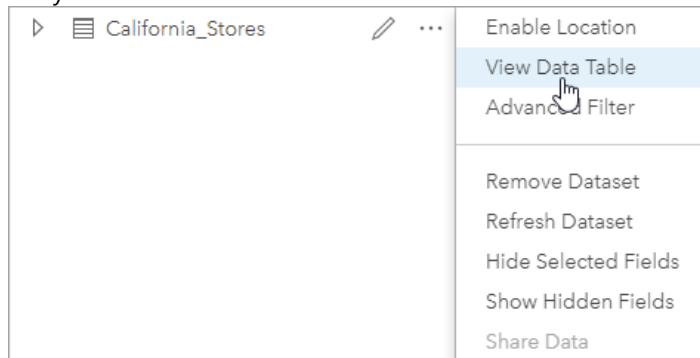 California_Stores
Enable Location
View Data Table
Advanced Filter
Remove Dataset
Refresh Dataset
Hide Selected Fields
Show Hidden Fields
Share Data